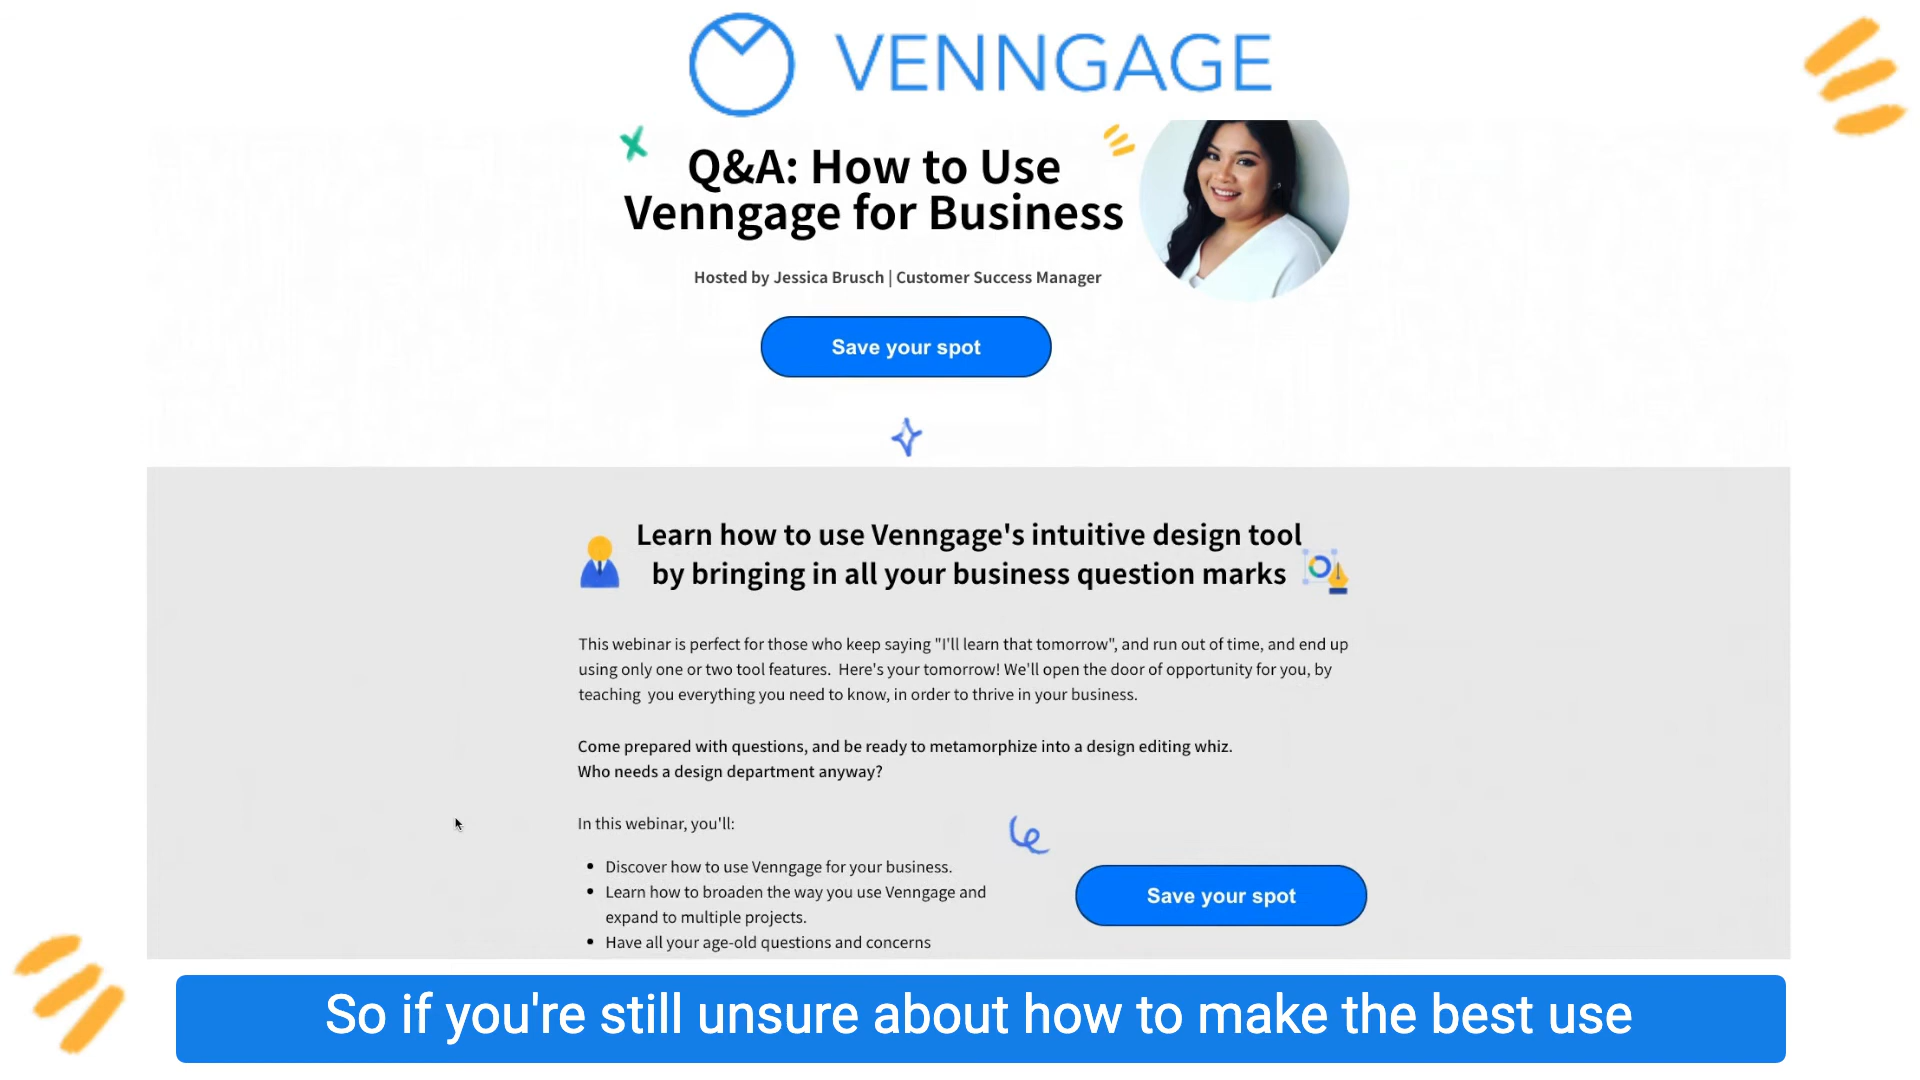 VENNGAGE
Q&A: How to Use
Venngage for Business
Hosted by Jessica Brusch | Customer Success Manager
Save your spot
Learn how to use Venngage's intuitive design tool
by bringing in all your business question marks
This webinar is perfect for those who keep saying "I'll learn that tomorrow", and run out of time, and end up
using only one or two tool features.  Here's your tomorrow! We'll open the door of opportunity for you, by
teaching  you everything you need to know, in order to thrive in your business.
Come prepared with questions, and be ready to metamorphize into a design editing whiz.
Who needs a design department anyway?
In this webinar, you'll:
• Discover how to use Venngage for your business.
• Learn how to broaden the way you use Venngage and
expand to multiple projects.
• Have all your age-old questions and concerns
Save your spot
So if you're still unsure about how to make the best use